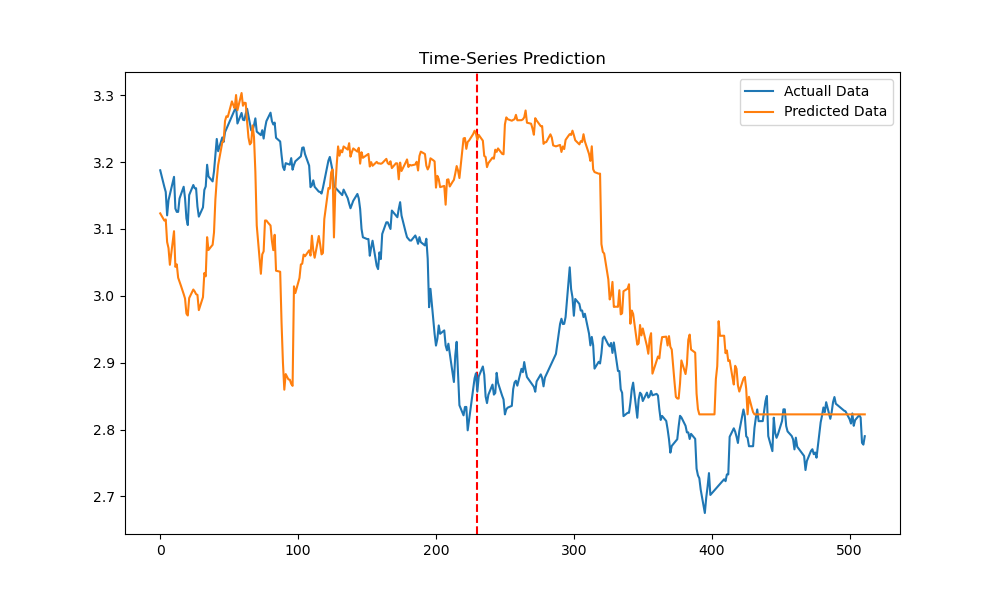 Time-Series Prediction
Actuall Data
Predicted Data
3.3
3.2
3.1
3.0
2.9
2.8
2.7
0 100 200 300 400 500